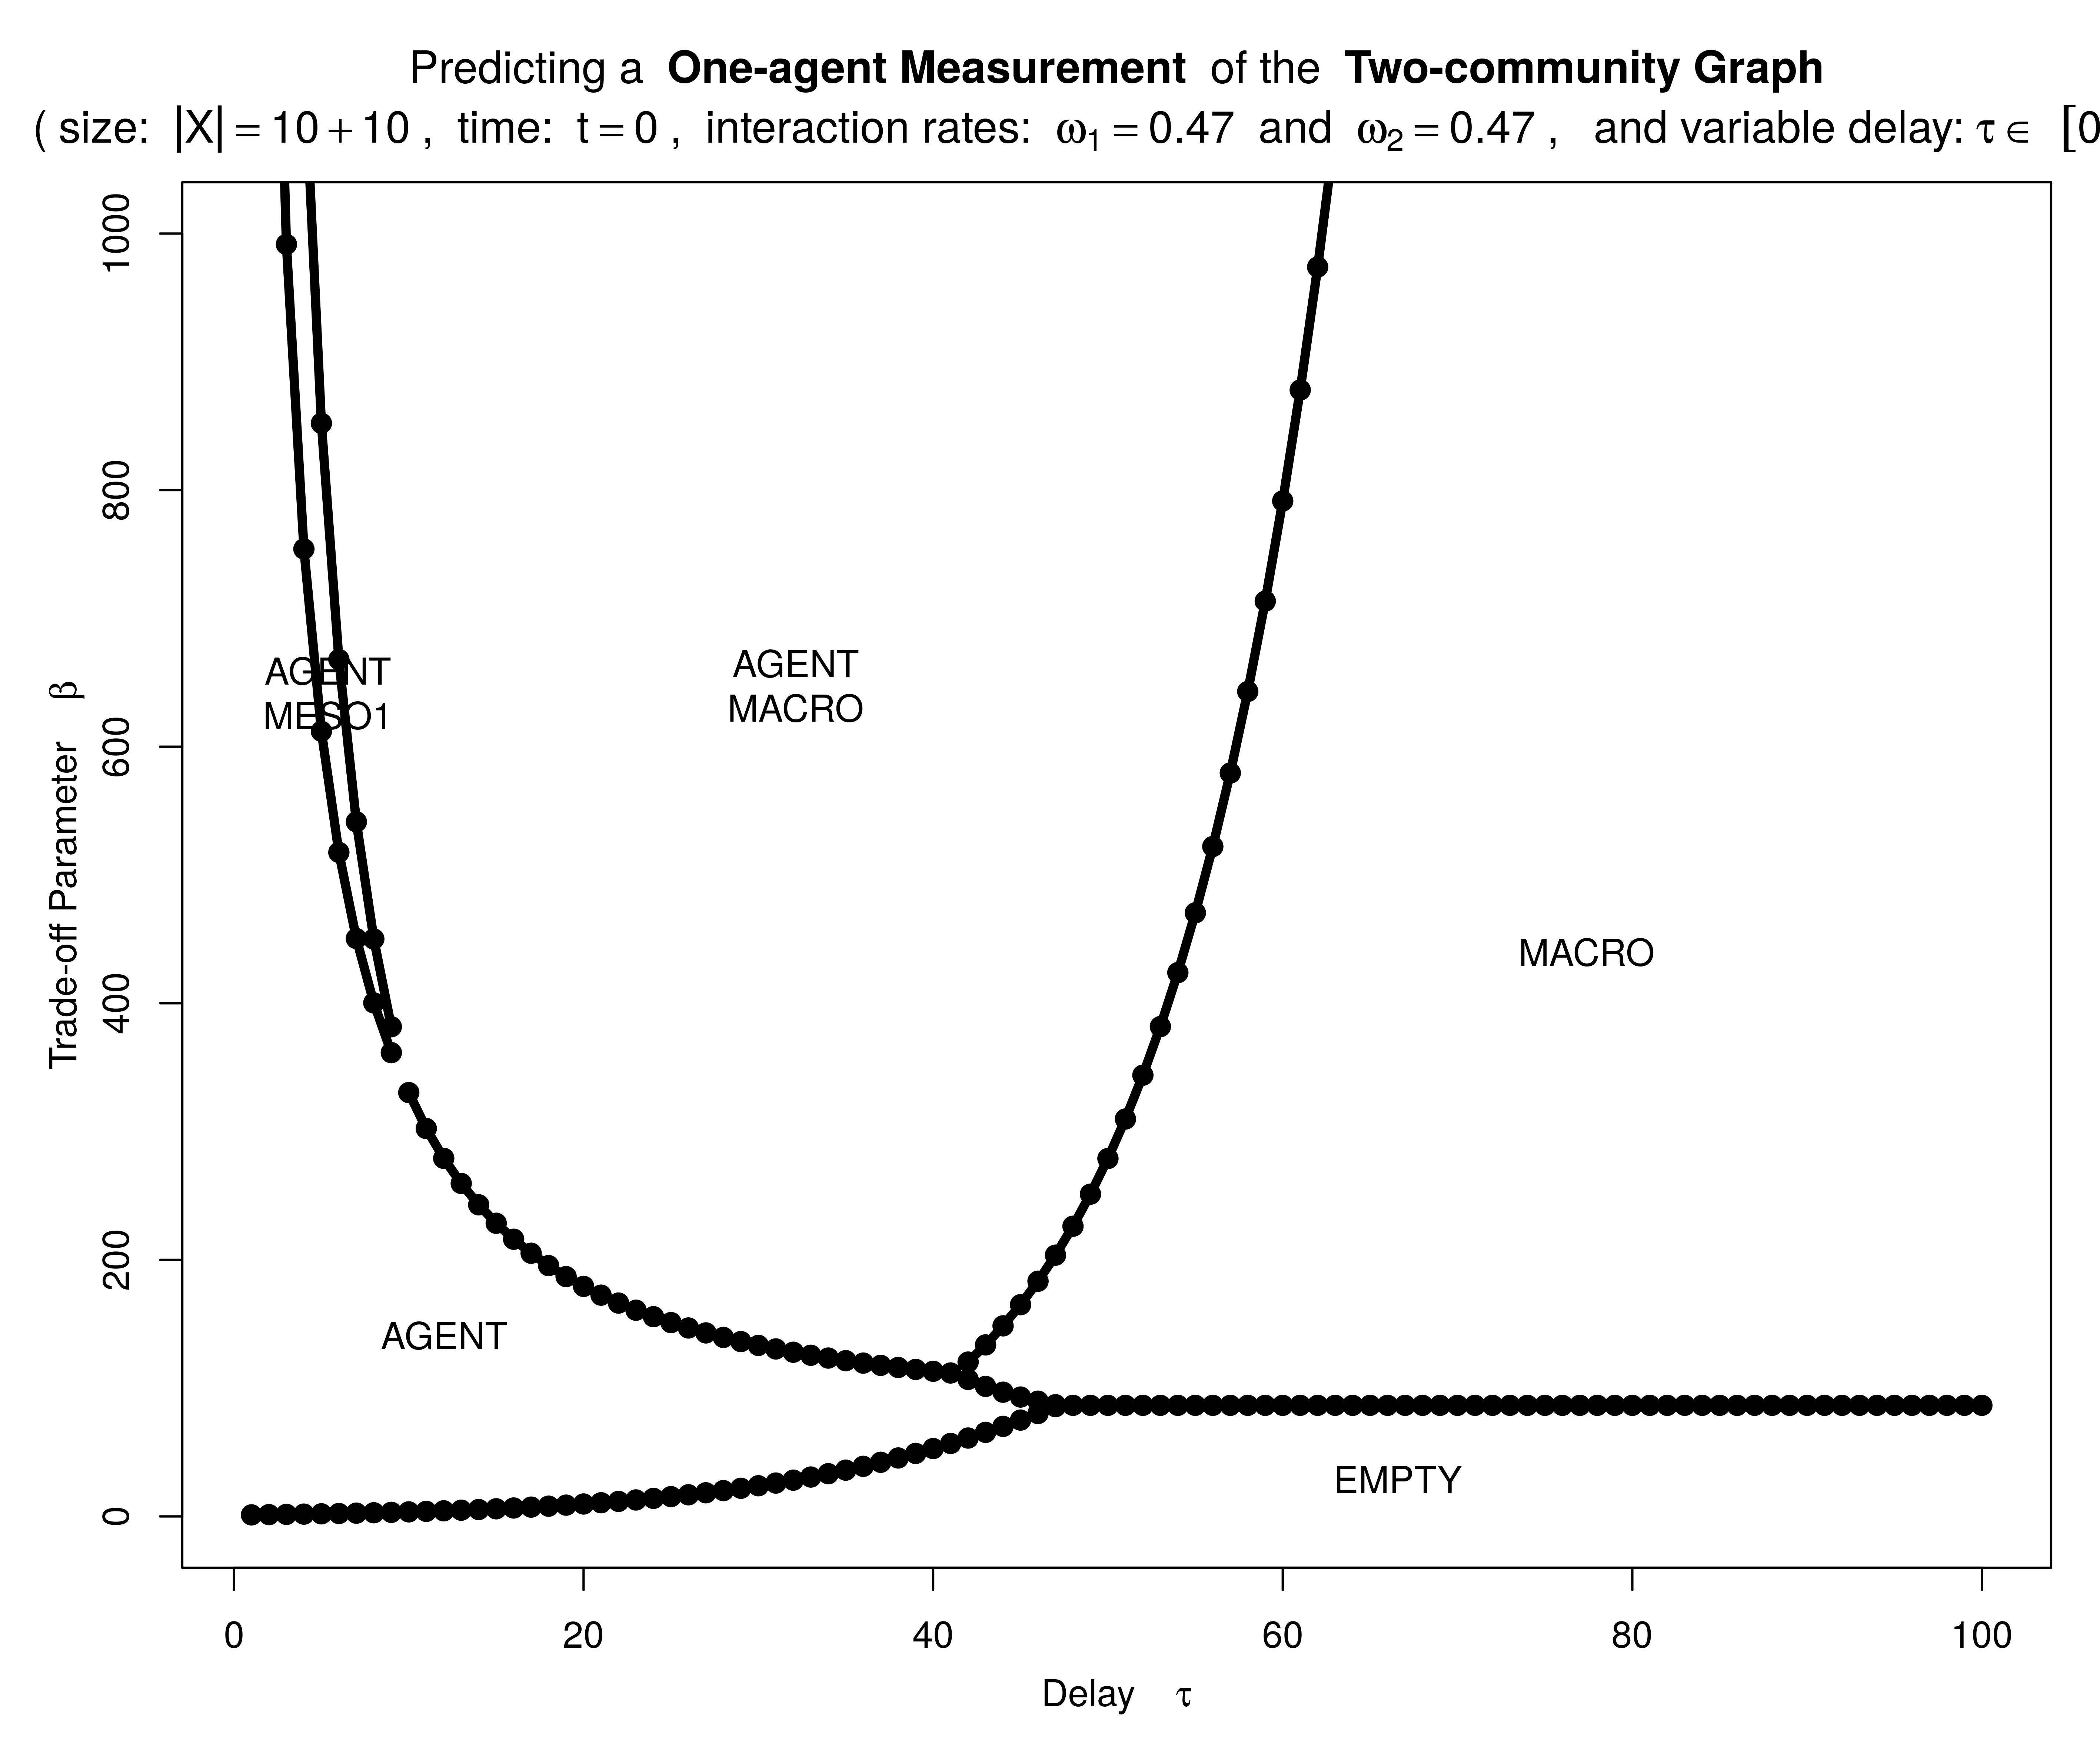 Predicting a One-agent Measurement of the Two-community Graph
( size: |X| = 10 + 10 , time: t = 0 , interaction rates: ω1 = 0.47 and ω2 = 0.47 , and variable delay: τ ∈ [0
1000
800
600
400
200
0
Trade-off Parameter β
AGENT
MESO1
AGENT
MACRO
MACRO
AGENT
EMPTY
0 20 40 60 80 100
Delay τ